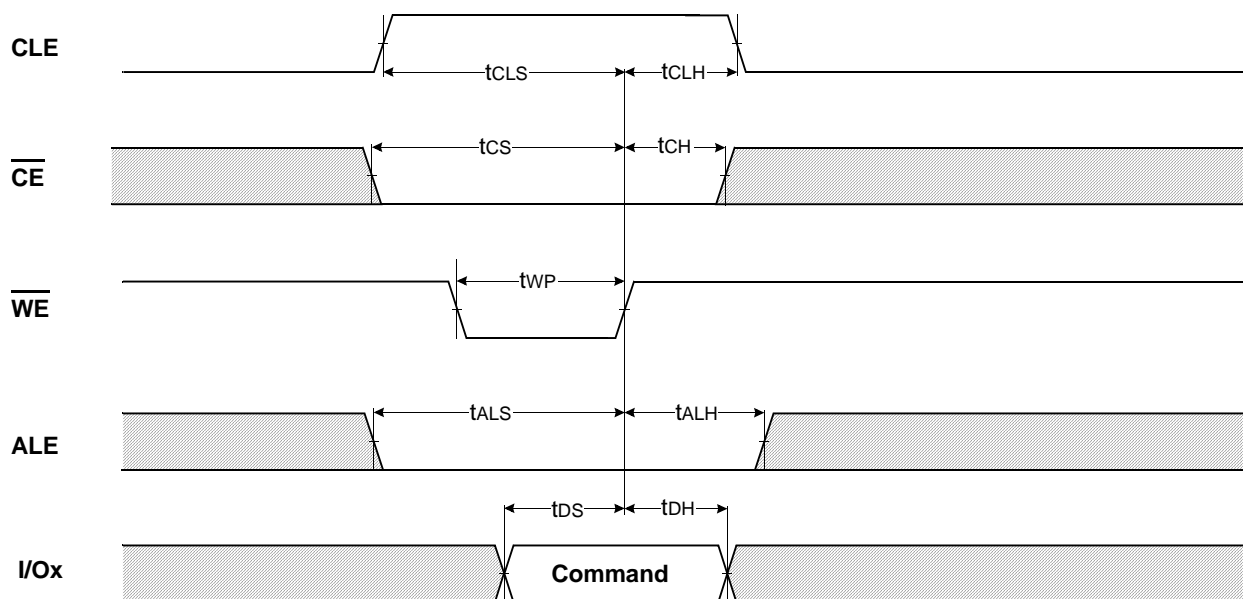 CLE
tCLS
tCLH
CE
tCS
tCH
WE
tWP
ALE
tALS
tALH
I/Ox
tDS
tDH
Command